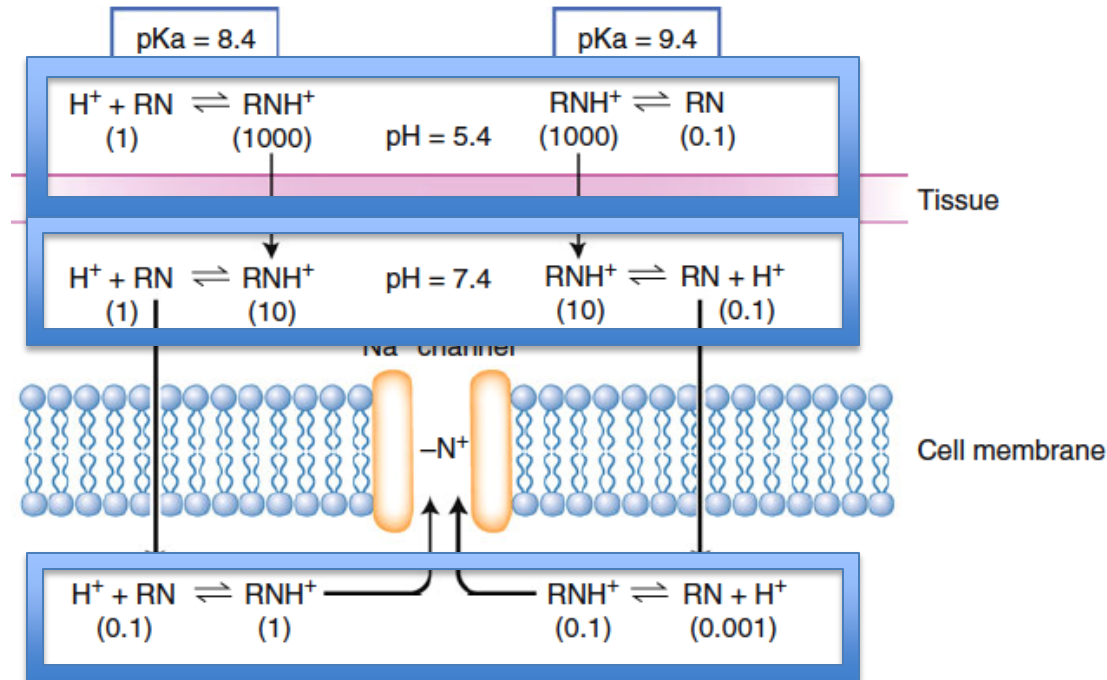 pKa = 8.4 pKa = 9.4
H⁺ + RN ⇌ RNH⁺ RNH⁺ ⇌ RN
(1) (1000) pH = 5.4 (1000) (0.1)
Tissue
H⁺ + RN ⇌ RNH⁺ pH = 7.4 RNH⁺ ⇌ RN + H⁺
(1) (10) (10) (0.1)
Na channel
–N⁺
Cell membrane
H⁺ + RN ⇌ RNH⁺ RNH⁺ ⇌ RN + H⁺
(0.1) (1) (0.1) (0.001)